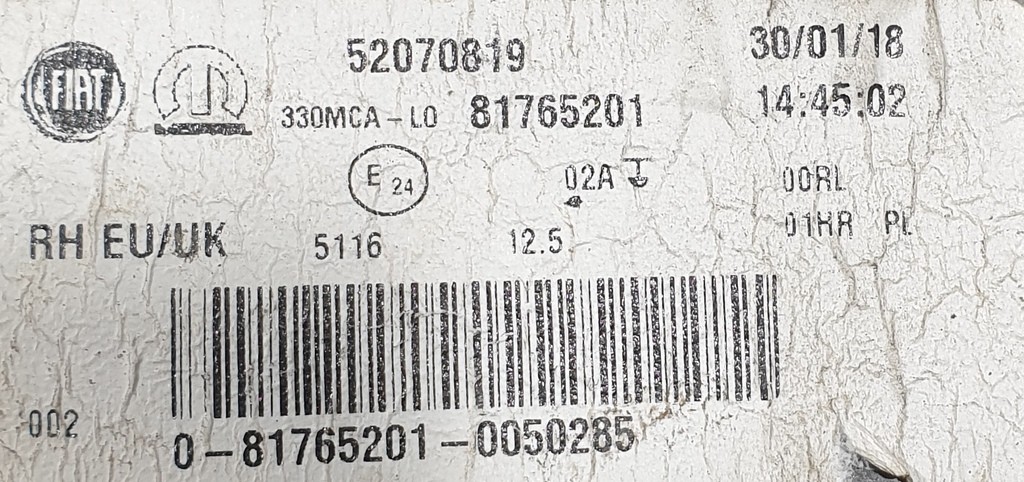 FIAT 52070819 30/01/18
330MCA-LO 81765201 14:45:02
E 24 02A 00RL
RH EU/UK 5116 12.5 01HR PL
002
0-81765201-0050285